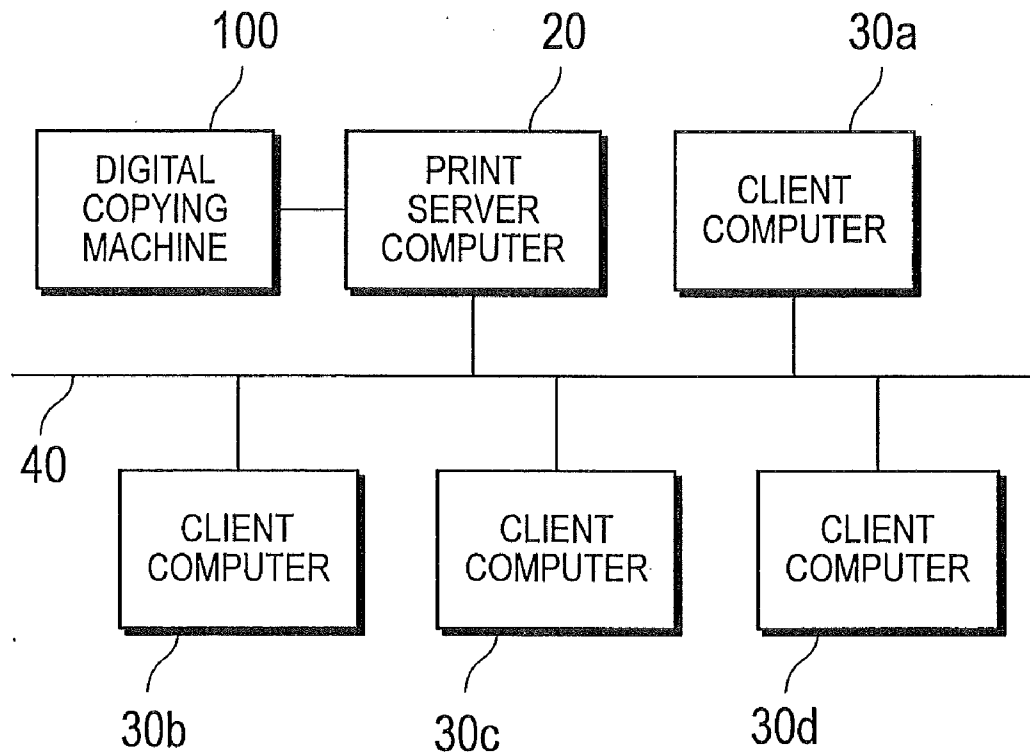 100
20
30a
DIGITAL
COPYING
MACHINE
PRINT
SERVER
COMPUTER
CLIENT
COMPUTER
40
CLIENT
COMPUTER
CLIENT
COMPUTER
CLIENT
COMPUTER
30b
30c
30d